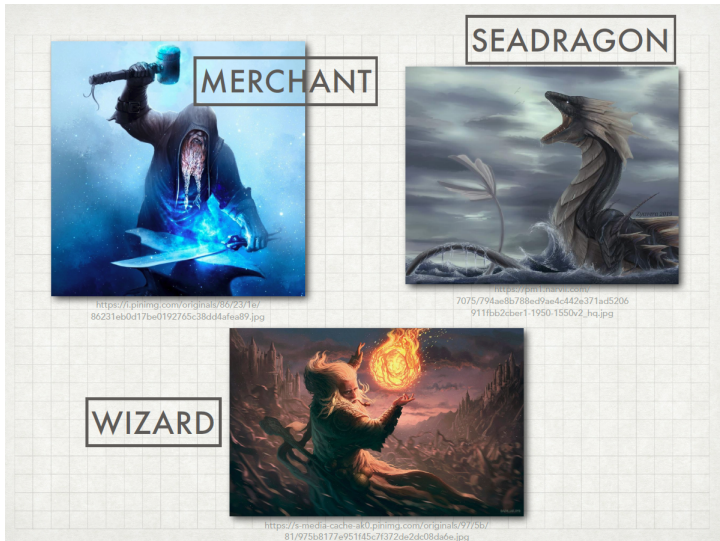 SEADRAGON
MERCHANT
https://i.pinimg.com/originals/86/23/1e/
86231eb0d17be0192765c38dd4afea89.jpg
7075/794ae8b788ed9ae4c442e371ad5206
911fbb2cber1-1950-1550v2_hq.jpg
WIZARD
https://s-media-cache-ak0.pinimg.com/originals/97/5b/
81/975b8177e951f45c7f372de2dc08da6e.jpg